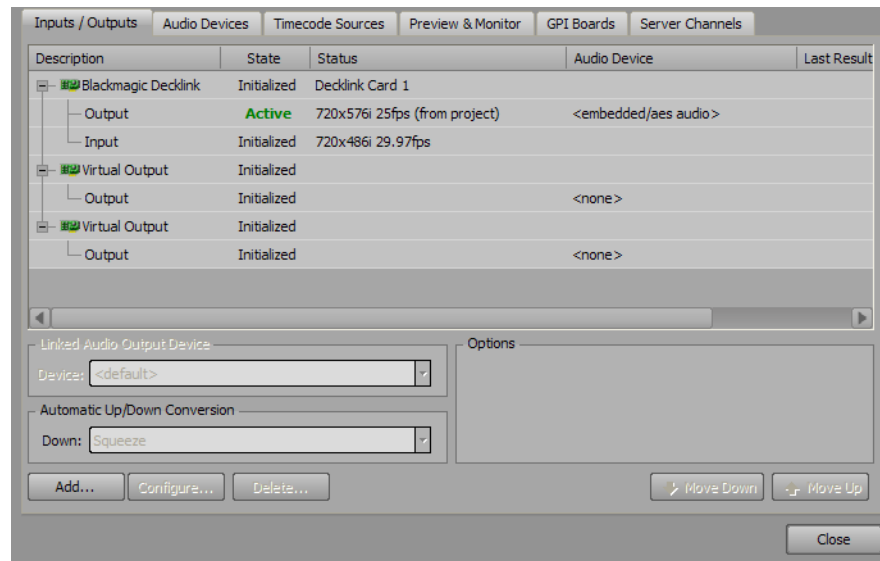 Inputs / Outputs Audio Devices Timecode Sources Preview & Monitor GPI Boards Server Channels
Description State Status Audio Device Last Result
Blackmagic Decklink Initialized Decklink Card 1
Output Active 720x576i 25fps (from project) <embedded/aes audio>
Input Initialized 720x486i 29.97fps
Virtual Output Initialized
Output Initialized <none>
Virtual Output Initialized
Output Initialized <none>
Linked Audio Output Device Options
Device: <default>
Automatic Up/Down Conversion
Down: Squeeze
Add... Configure... Delete... Move Down Move Up
Close